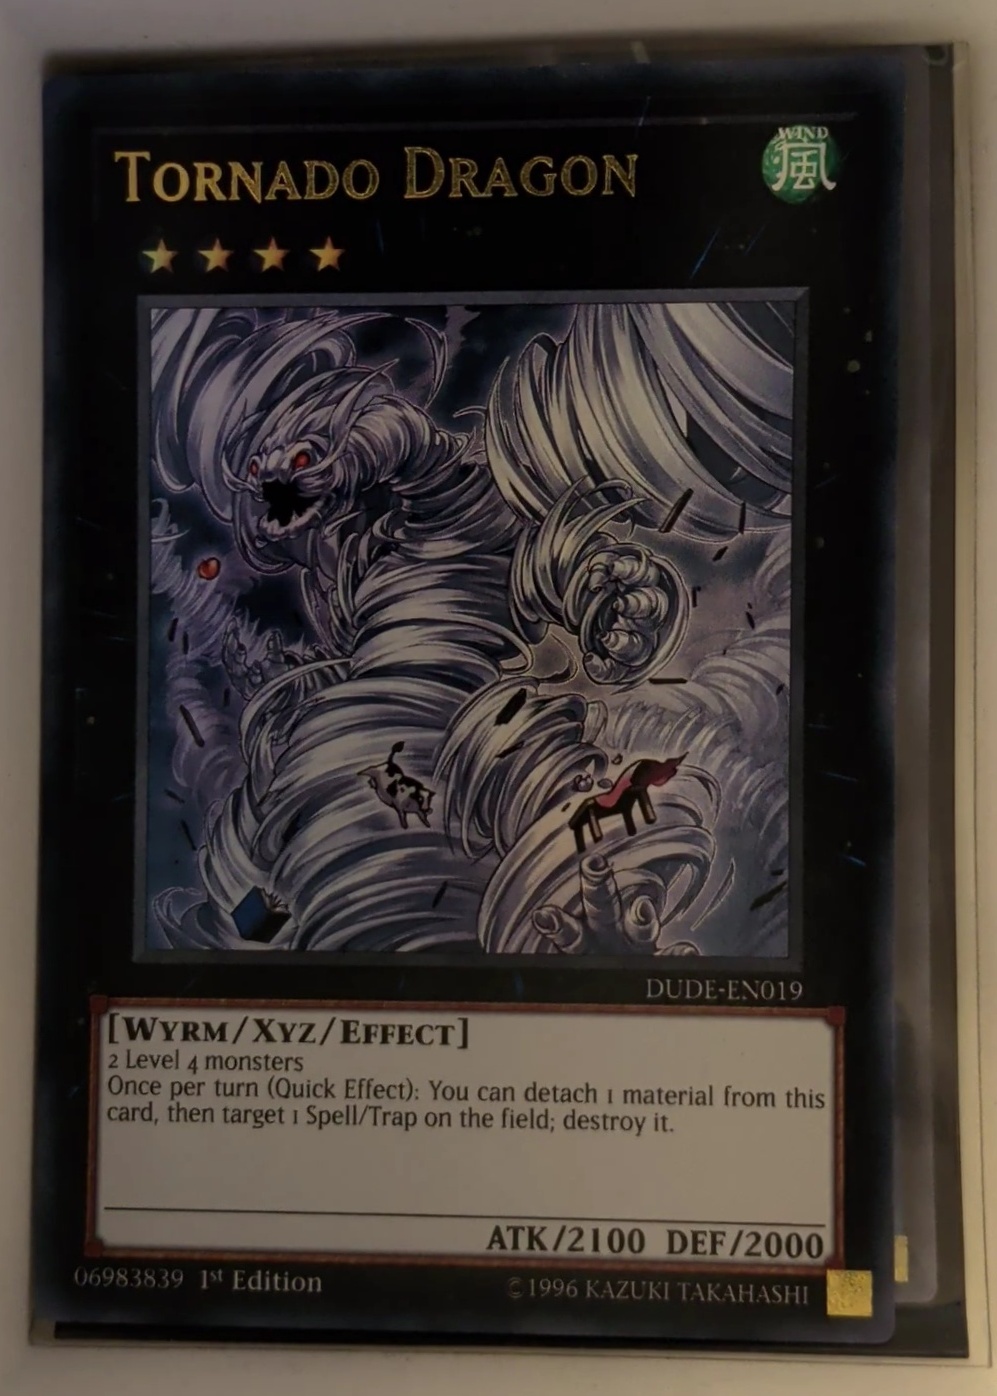 WIND
TORNADO DRAGON
風
DUDE-EN019
[WYRM/XYZ/EFFECT]
2 Level 4 monsters
Once per turn (Quick Effect): You can detach 1 material from this
card, then target 1 Spell/Trap on the field; destroy it.
ATK/2100 DEF/2000
06983839 1st Edition
©1996 KAZUKI TAKAHASHI